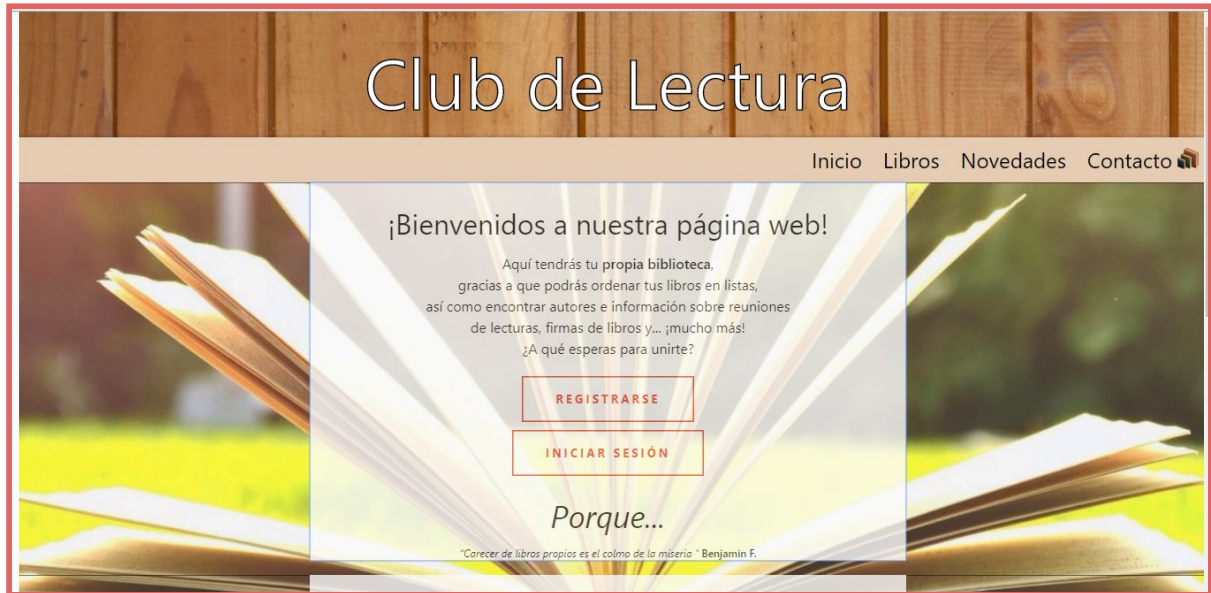 Club de Lectura
Inicio Libros Novedades Contacto
¡Bienvenidos a nuestra página web!
Aquí tendrás tu propia biblioteca,
gracias a que podrás ordenar tus libros en listas,
así como encontrar autores e información sobre reuniones
de lecturas, firmas de libros y... ¡mucho más!
¿A qué esperas para unirte?
REGISTRARSE
INICIAR SESIÓN
Porque...
"Carecer de libros propios es el colmo de la miseria " Benjamin F.